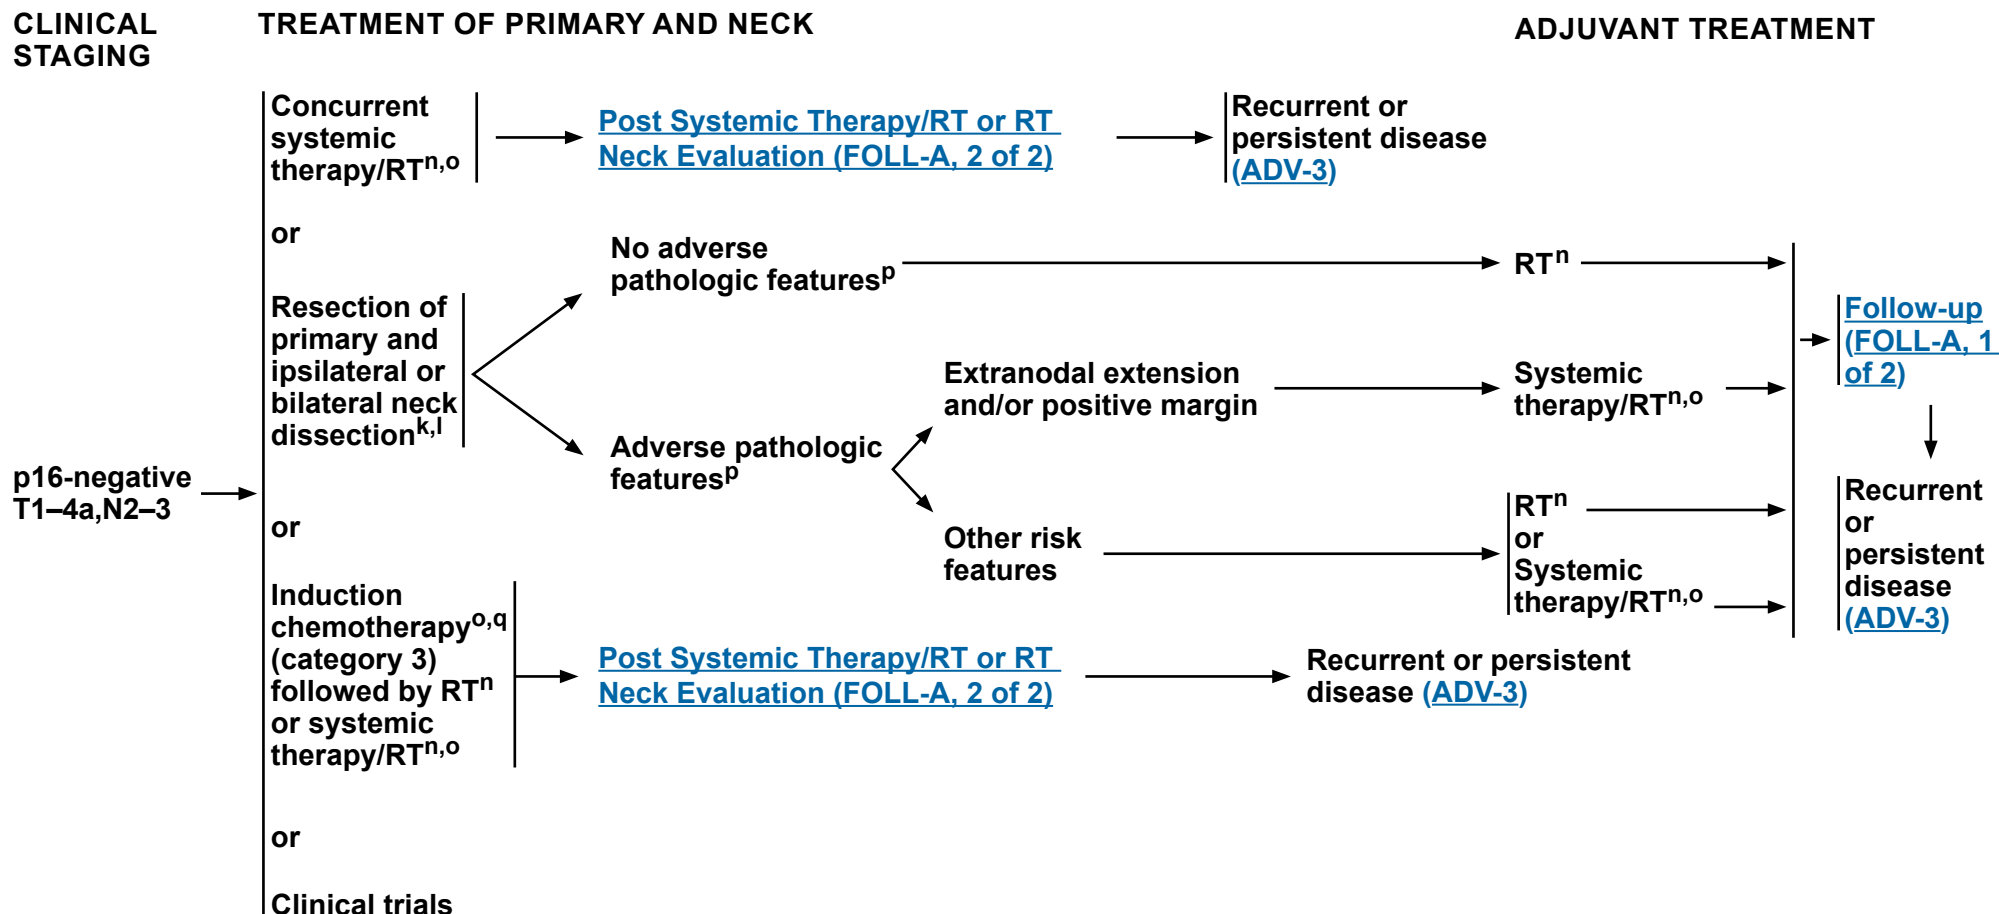 CLINICAL
STAGING
TREATMENT OF PRIMARY AND NECK
ADJUVANT TREATMENT
p16-negative
T1–4a,N2–3
Concurrent
systemic
therapy/RTn,o
Post Systemic Therapy/RT or RT
Neck Evaluation (FOLL-A, 2 of 2)
Recurrent or
persistent disease
(ADV-3)
or
Resection of
primary and
ipsilateral or
bilateral neck
dissectionk,l
No adverse
pathologic featuresp
RTn
Adverse pathologic
featuresp
Extranodal extension
and/or positive margin
Systemic
therapy/RTn,o
Other risk
features
RTn
or
Systemic
therapy/RTn,o
Follow-up
(FOLL-A, 1
of 2)
Recurrent
or
persistent
disease
(ADV-3)
or
Induction
chemotherapyo,q
(category 3)
followed by RTn
or systemic
therapy/RTn,o
Post Systemic Therapy/RT or RT
Neck Evaluation (FOLL-A, 2 of 2)
Recurrent or persistent
disease (ADV-3)
or
Clinical trials